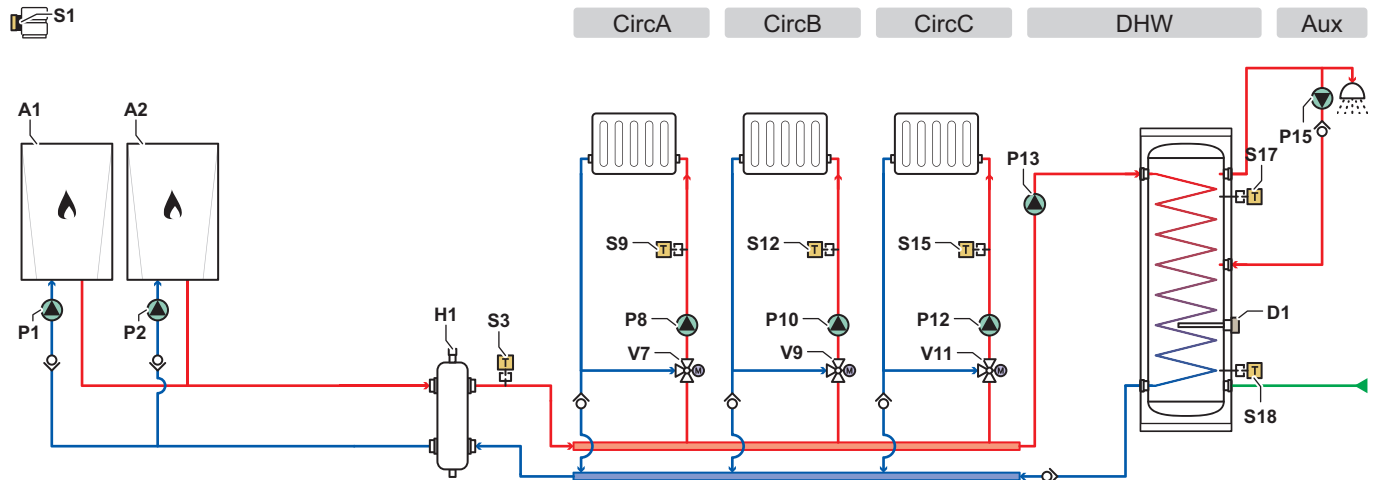 S1
CircA
CircB
CircC
DHW
Aux
A1
A2
P15
P13
S17
S9
T
S12
T
S15
T
T
P1
P2
H1
S3
T
P8
P10
P12
D1
V7
M
V9
M
V11
M
T
S18